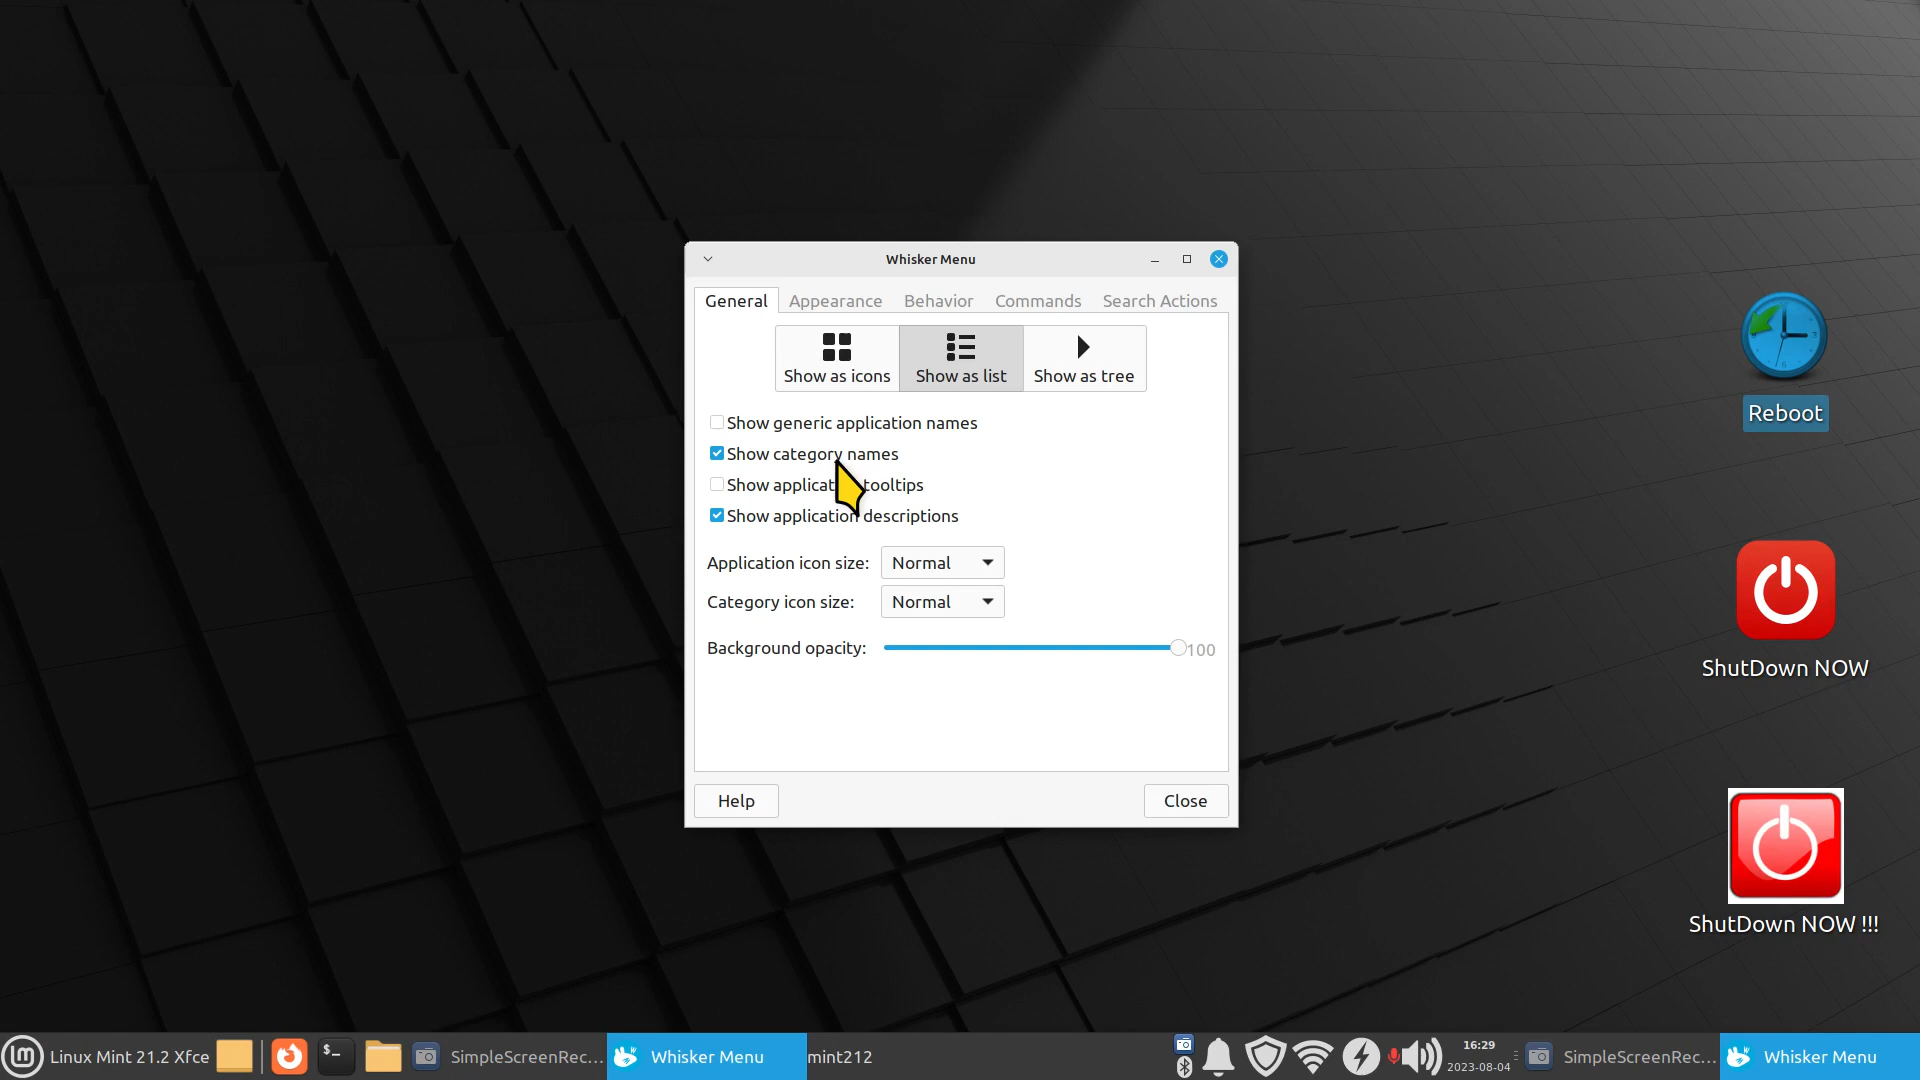 Whisker Menu
General Appearance Behavior Commands Search Actions
Show as icons Show as list Show as tree
Show generic application names
Show category names
Show applicat tooltips
Show application descriptions
Application icon size: Normal
Category icon size: Normal
Background opacity: 100
Help Close
Reboot
ShutDown NOW
ShutDown NOW !!!
Linux Mint 21.2 Xfce $_ SimpleScreenRec... Whisker Menu mint212 16:29 SimpleScreenRec... Whisker Menu
2023-08-04